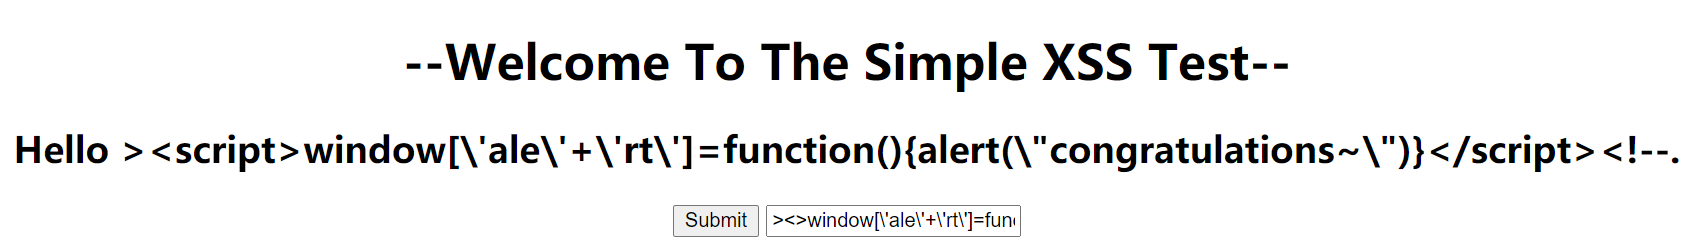 --Welcome To The Simple XSS Test--
Hello ><script>window[\'ale\'+\'rt\']=function(){alert(\"congratulations~\")}</script><!--.
Submit ><>window[\'ale\'+\'rt\']=func